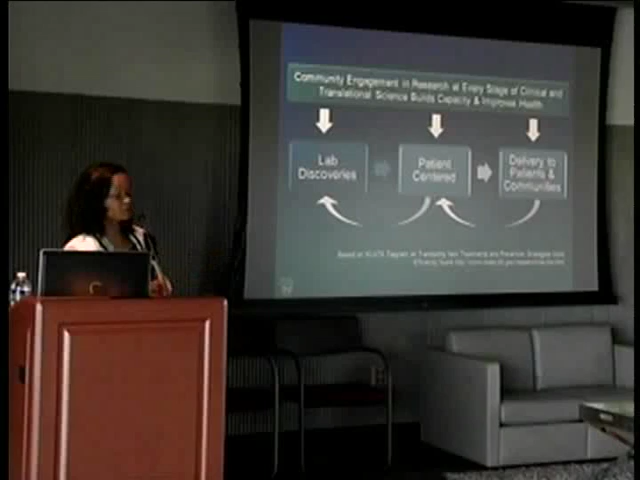 Community Engagement in Research at Every Stage of Clinical and
Translational Science Builds Capacity & Improves Health
Lab
Discoveries
Patient
Centered
Delivery to
Patients &
Communities